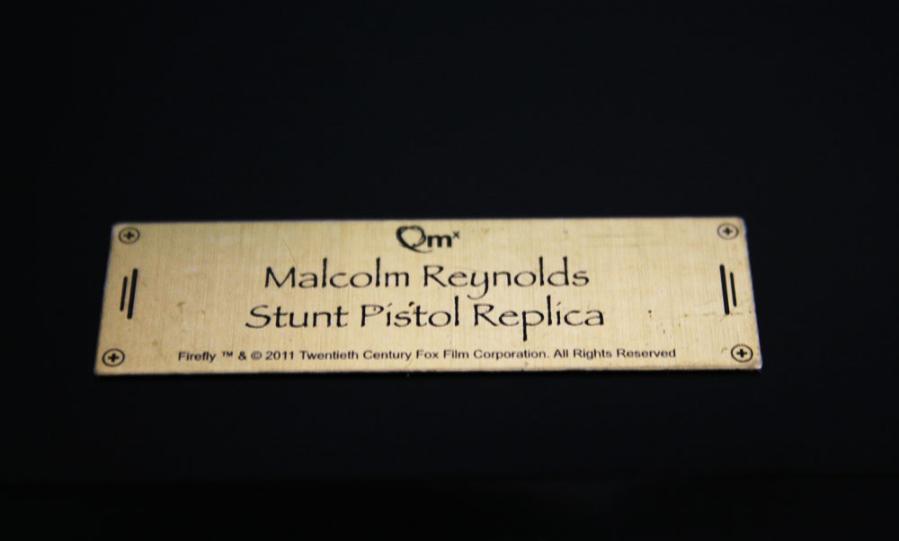 Qmx
Malcolm Reynolds
Stunt Pistol Replica
Firefly ™ & © 2011 Twentieth Century Fox Film Corporation. All Rights Reserved